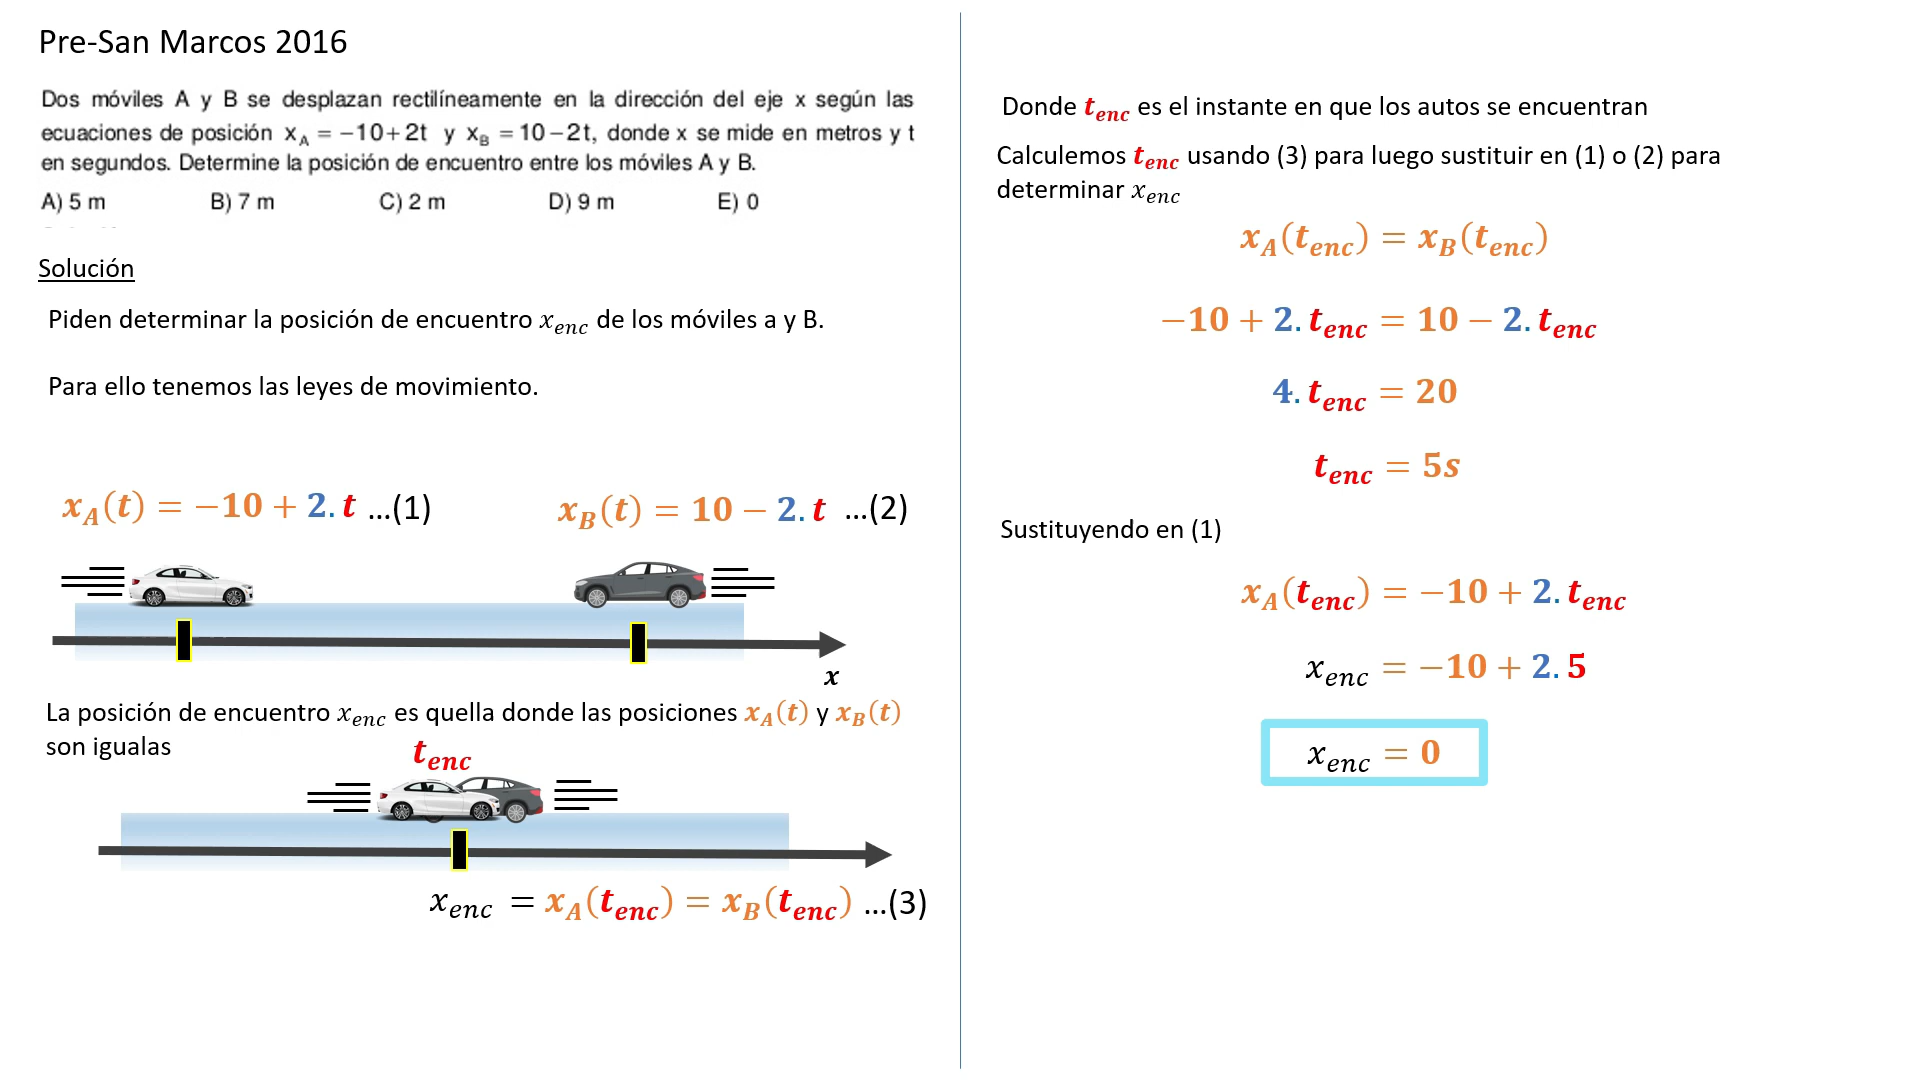 Pre-San Marcos 2016
Dos móviles A y B se desplazan rectilíneamente en la dirección del eje x según las
ecuaciones de posición x_A = −10+2t y x_B = 10−2t, donde x se mide en metros y t
en segundos. Determine la posición de encuentro entre los móviles A y B.
A) 5 m B) 7 m C) 2 m D) 9 m E) 0
Solución
Piden determinar la posición de encuentro x_enc de los móviles a y B.
Para ello tenemos las leyes de movimiento.
x_A(t) = −10 + 2. t ...(1)
x_B(t) = 10 − 2. t ...(2)
x
La posición de encuentro x_enc es quella donde las posiciones x_A(t) y x_B(t)
son igualas
t_enc
x_enc = x_A(t_enc) = x_B(t_enc) ...(3)
Donde t_enc es el instante en que los autos se encuentran
Calculemos t_enc usando (3) para luego sustituir en (1) o (2) para
determinar x_enc
x_A(t_enc) = x_B(t_enc)
−10 + 2. t_enc = 10 − 2. t_enc
4. t_enc = 20
t_enc = 5s
Sustituyendo en (1)
x_A(t_enc) = −10 + 2. t_enc
x_enc = −10 + 2. 5
x_enc = 0